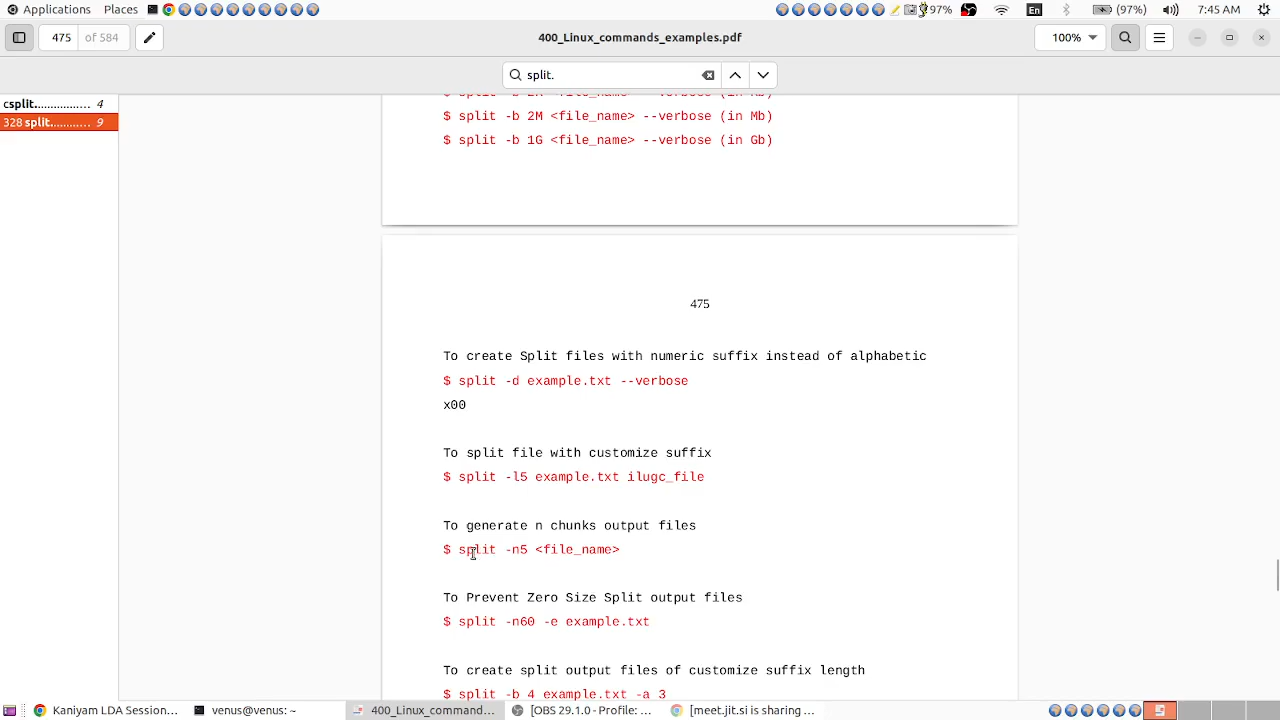 Applications Places 97% En (97%) 7:45 AM
475 of 584 400_Linux_commands_examples.pdf 100%
split.
csplit............... 4
328 split............ 9
$ split -b 2M <file_name> --verbose (in Mb)
$ split -b 1G <file_name> --verbose (in Gb)
475
To create Split files with numeric suffix instead of alphabetic
$ split -d example.txt --verbose
x00
To split file with customize suffix
$ split -l5 example.txt ilugc_file
To generate n chunks output files
$ split -n5 <file_name>
To Prevent Zero Size Split output files
$ split -n60 -e example.txt
To create split output files of customize suffix length
$ split -b 4 example.txt -a 3
Kaniyam LDA Session... venus@venus: ~ 400_Linux_command... [OBS 29.1.0 - Profile: ... [meet.jit.si is sharing ...